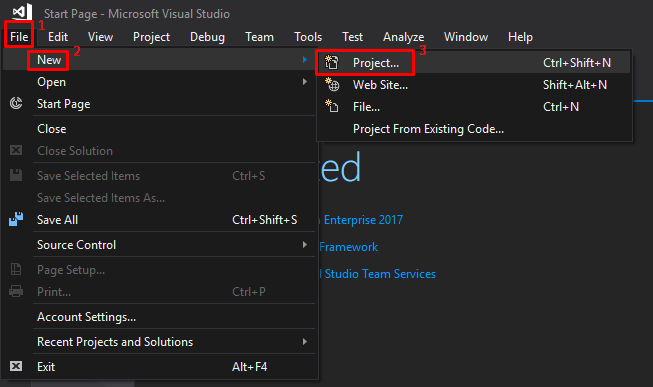 Start Page - Microsoft Visual Studio
1
File Edit View Project Debug Team Tools Test Analyze Window Help
2
3
New
Open
Start Page
Close
Close Solution
Save Selected Items Ctrl+S
Save Selected Items As...
Save All Ctrl+Shift+S
Source Control
Page Setup...
Print... Ctrl+P
Account Settings...
Recent Projects and Solutions
Exit Alt+F4
Project... Ctrl+Shift+N
Web Site... Shift+Alt+N
File... Ctrl+N
Project From Existing Code...
ted
Enterprise 2017
Framework
l Studio Team Services